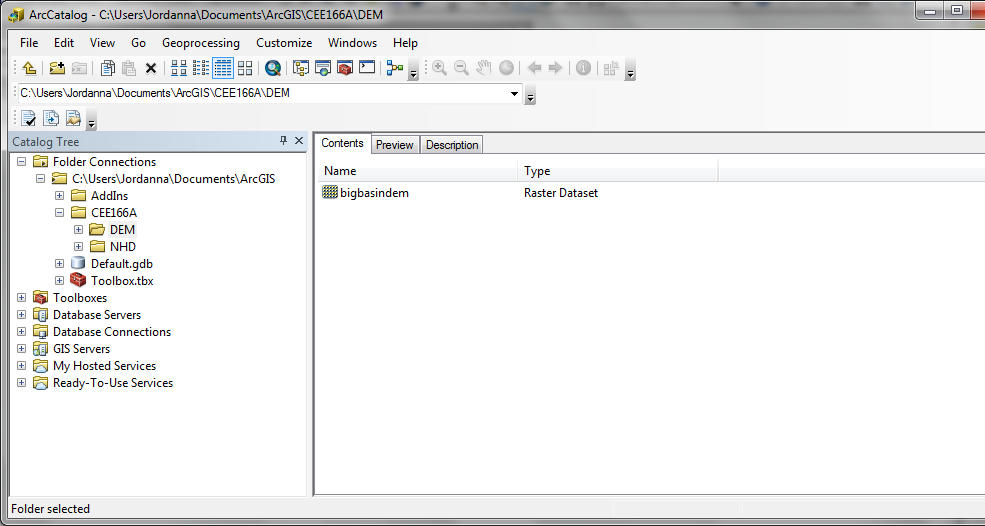 ArcCatalog - C:\Users\Jordanna\Documents\ArcGIS\CEE166A\DEM
File Edit View Go Geoprocessing Customize Windows Help
C:\Users\Jordanna\Documents\ArcGIS\CEE166A\DEM
Catalog Tree
Folder Connections
C:\Users\Jordanna\Documents\ArcGIS
AddIns
CEE166A
DEM
NHD
Default.gdb
Toolbox.tbx
Toolboxes
Database Servers
Database Connections
GIS Servers
My Hosted Services
Ready-To-Use Services
Contents Preview Description
Name Type
bigbasindem Raster Dataset
Folder selected